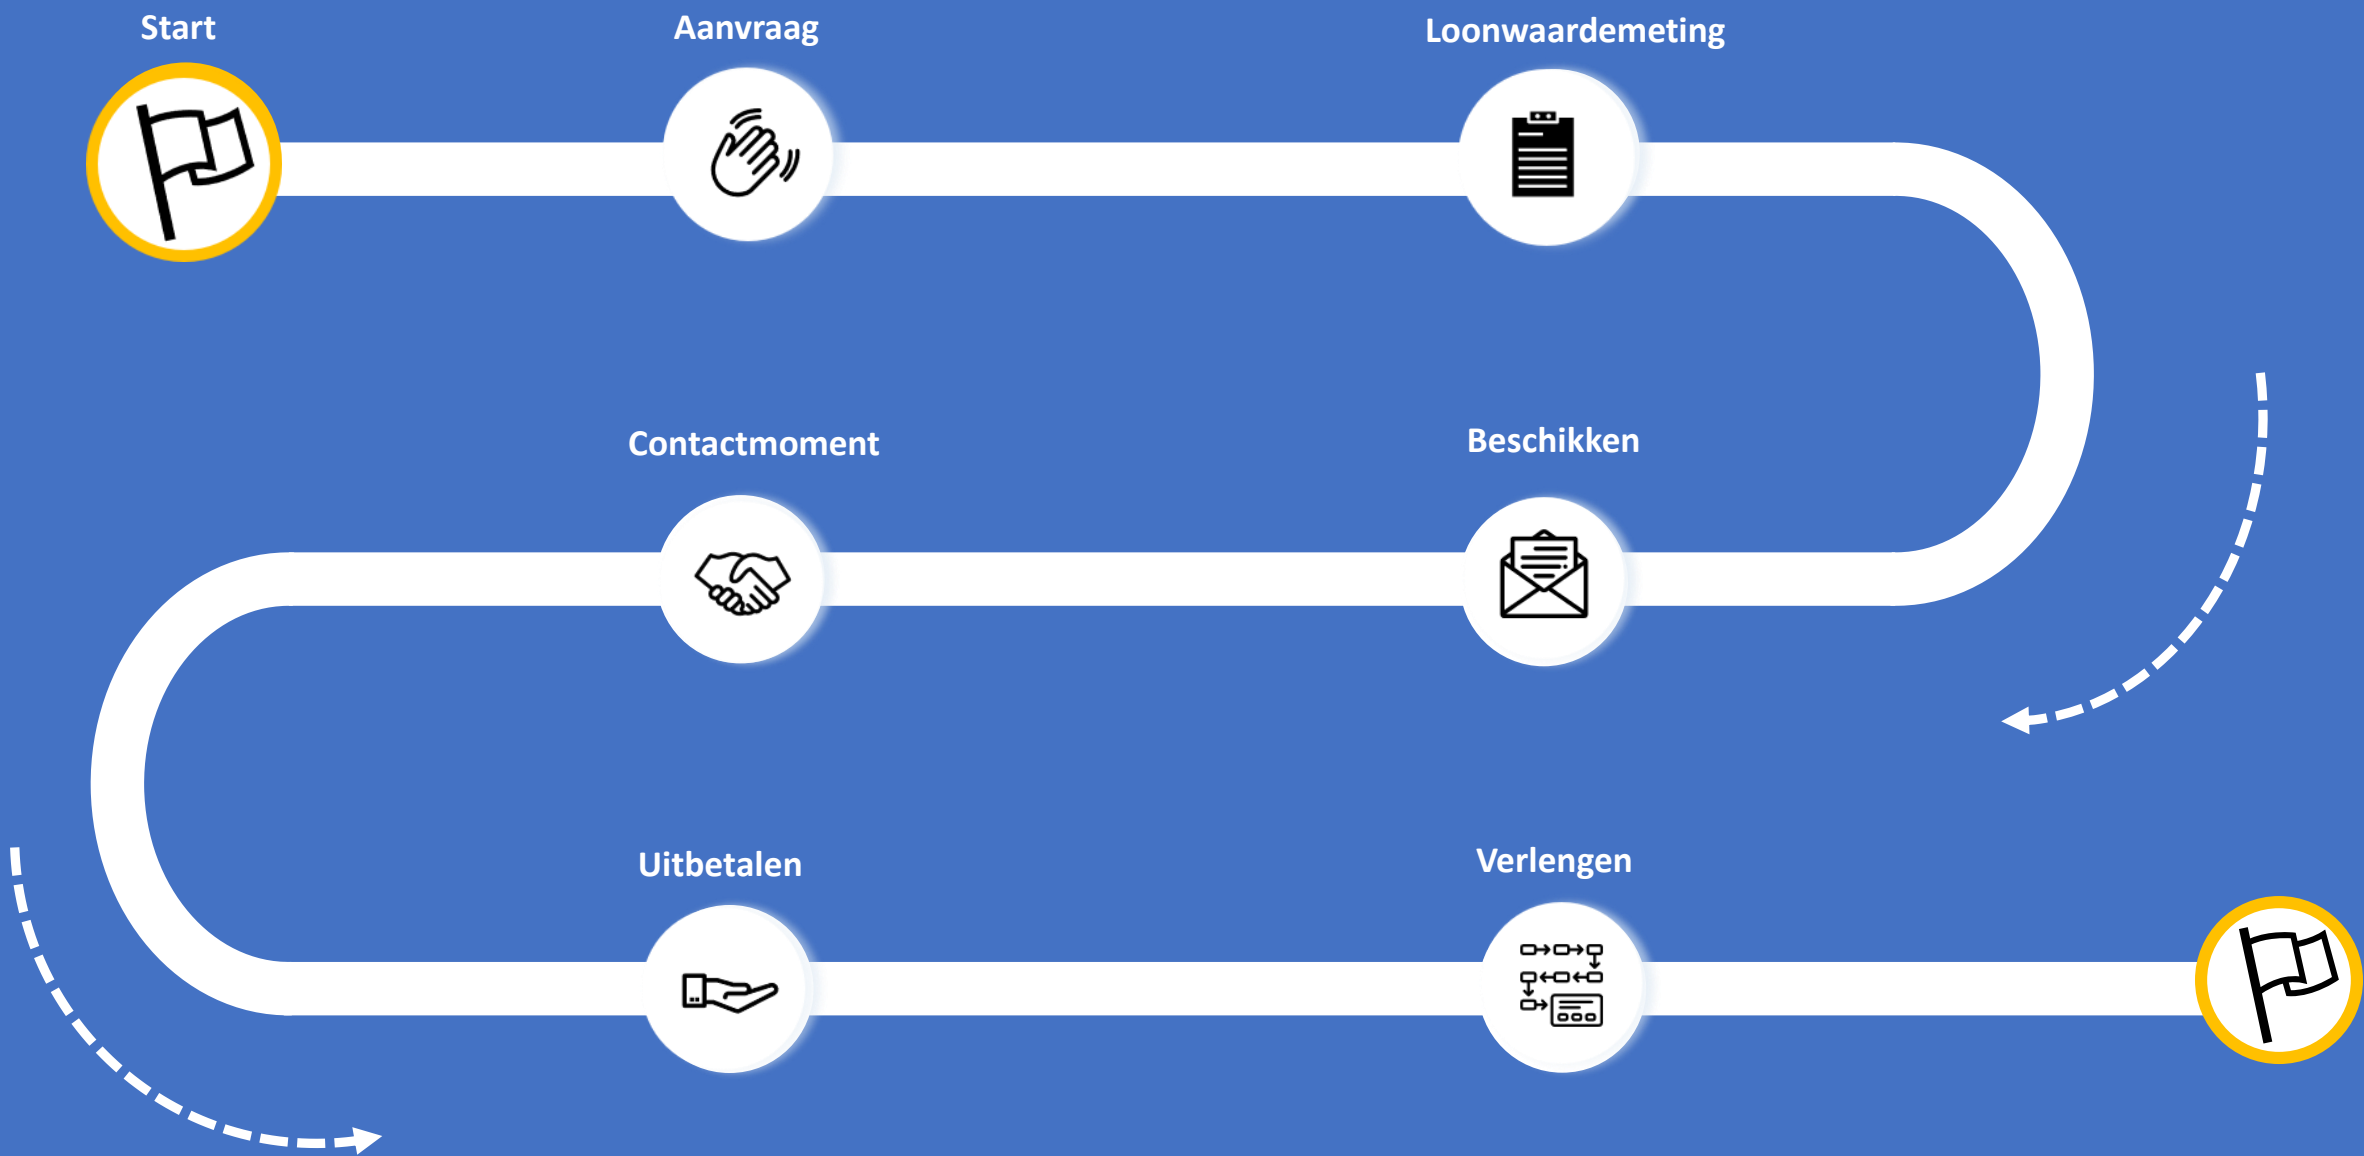 Start
Aanvraag
Loonwaardemeting
Beschikken
Contactmoment
Uitbetalen
Verlengen